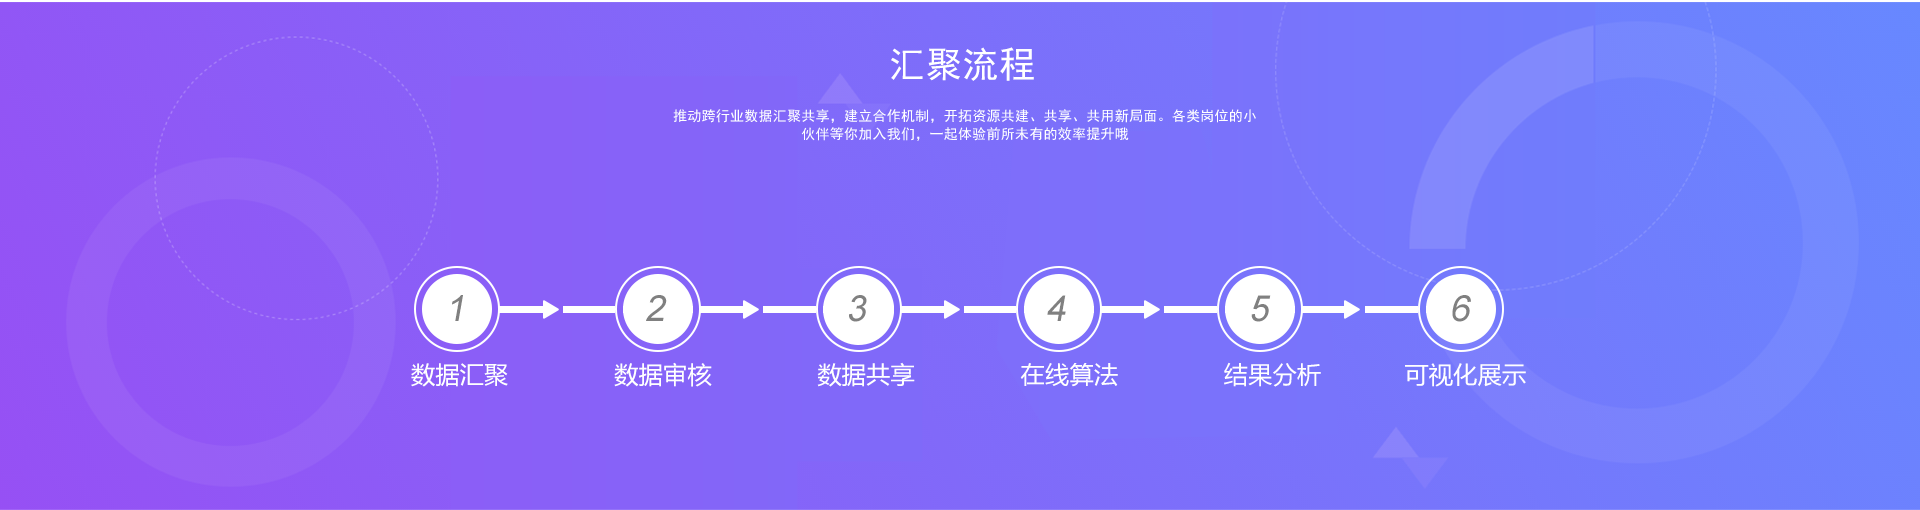 汇聚流程
推动跨行业数据汇聚共享，建立合作机制，开拓资源共建、共享、共用新局面。各类岗位的小
伙伴等你加入我们，一起体验前所未有的效率提升哦
1
2
3
4
5
6
数据汇聚
数据审核
数据共享
在线算法
结果分析
可视化展示